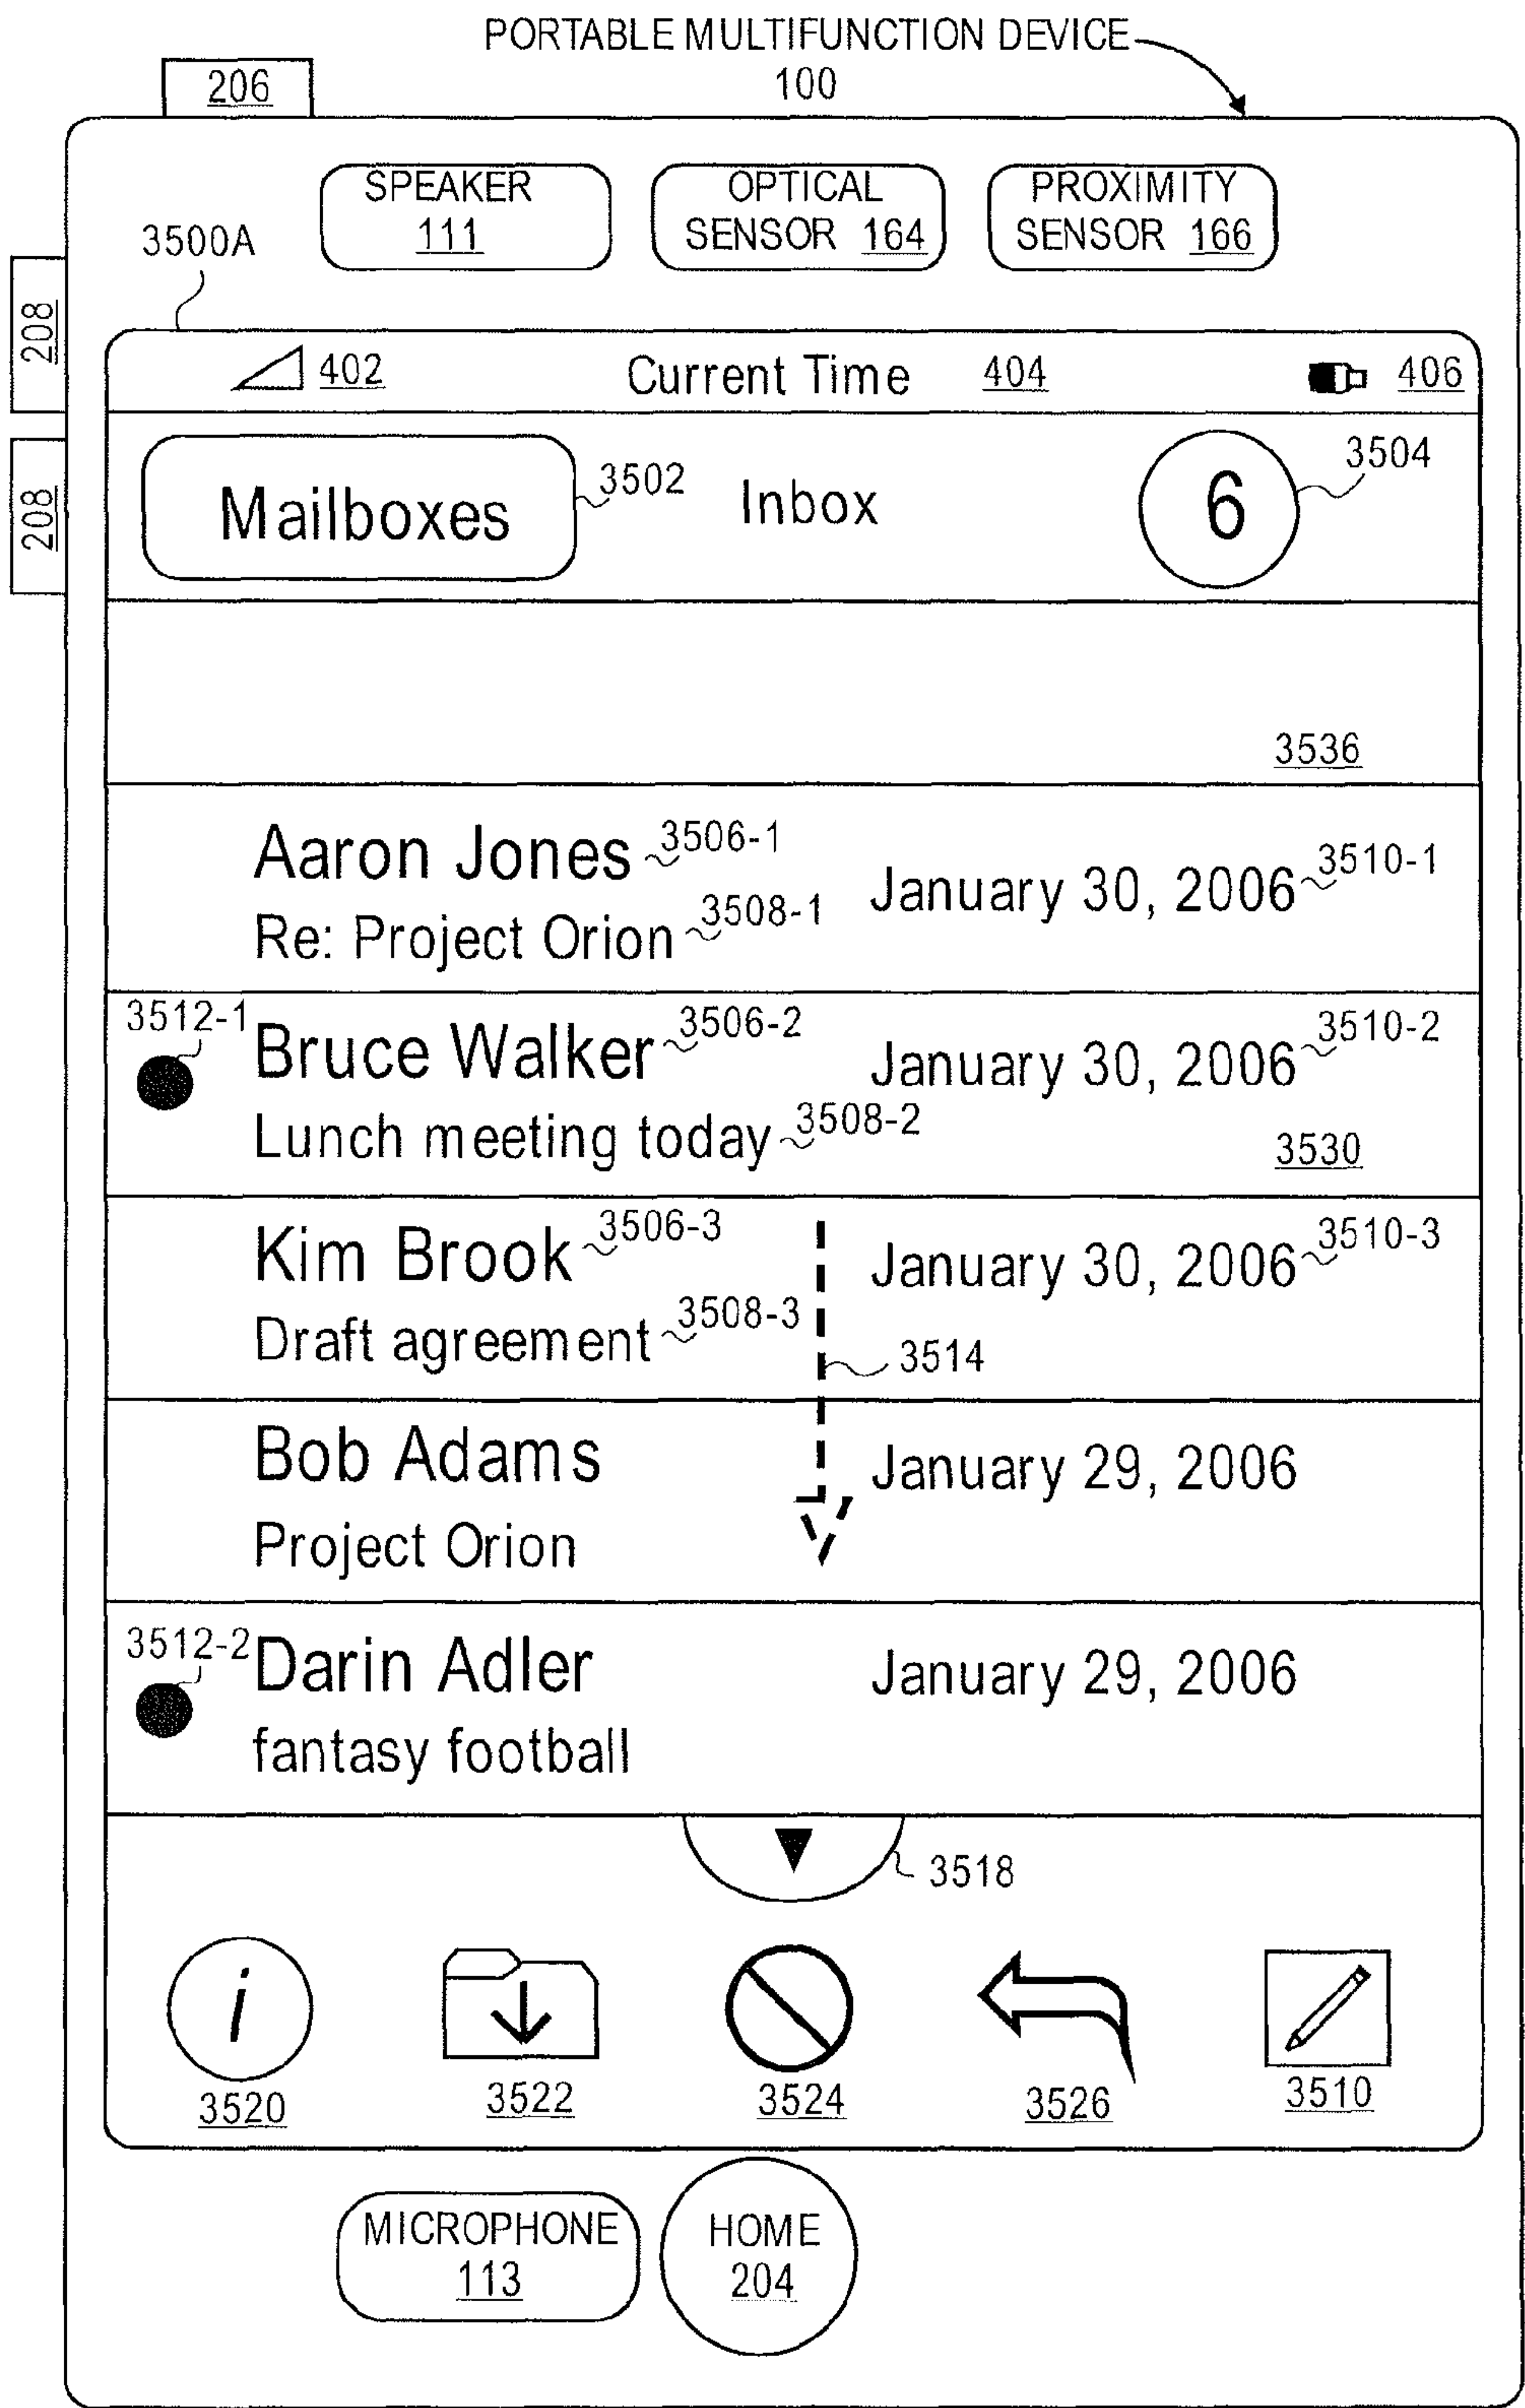 PORTABLE MULTIFUNCTION DEVICE
100
206
SPEAKER
111
OPTICAL
SENSOR 164
PROXIMITY
SENSOR 166
3500A
208
208
402
Current Time 404
406
Mailboxes
3502
Inbox
6
3504
3536
Aaron Jones 3506-1
Re: Project Orion 3508-1
January 30, 2006 3510-1
3512-1
Bruce Walker 3506-2
January 30, 2006 3510-2
Lunch meeting today 3508-2
3530
Kim Brook 3506-3
January 30, 2006 3510-3
Draft agreement 3508-3
3514
Bob Adams
January 29, 2006
Project Orion
3512-2
Darin Adler
January 29, 2006
fantasy football
3518
i
3520
3522
3524
3526
3510
MICROPHONE
113
HOME
204